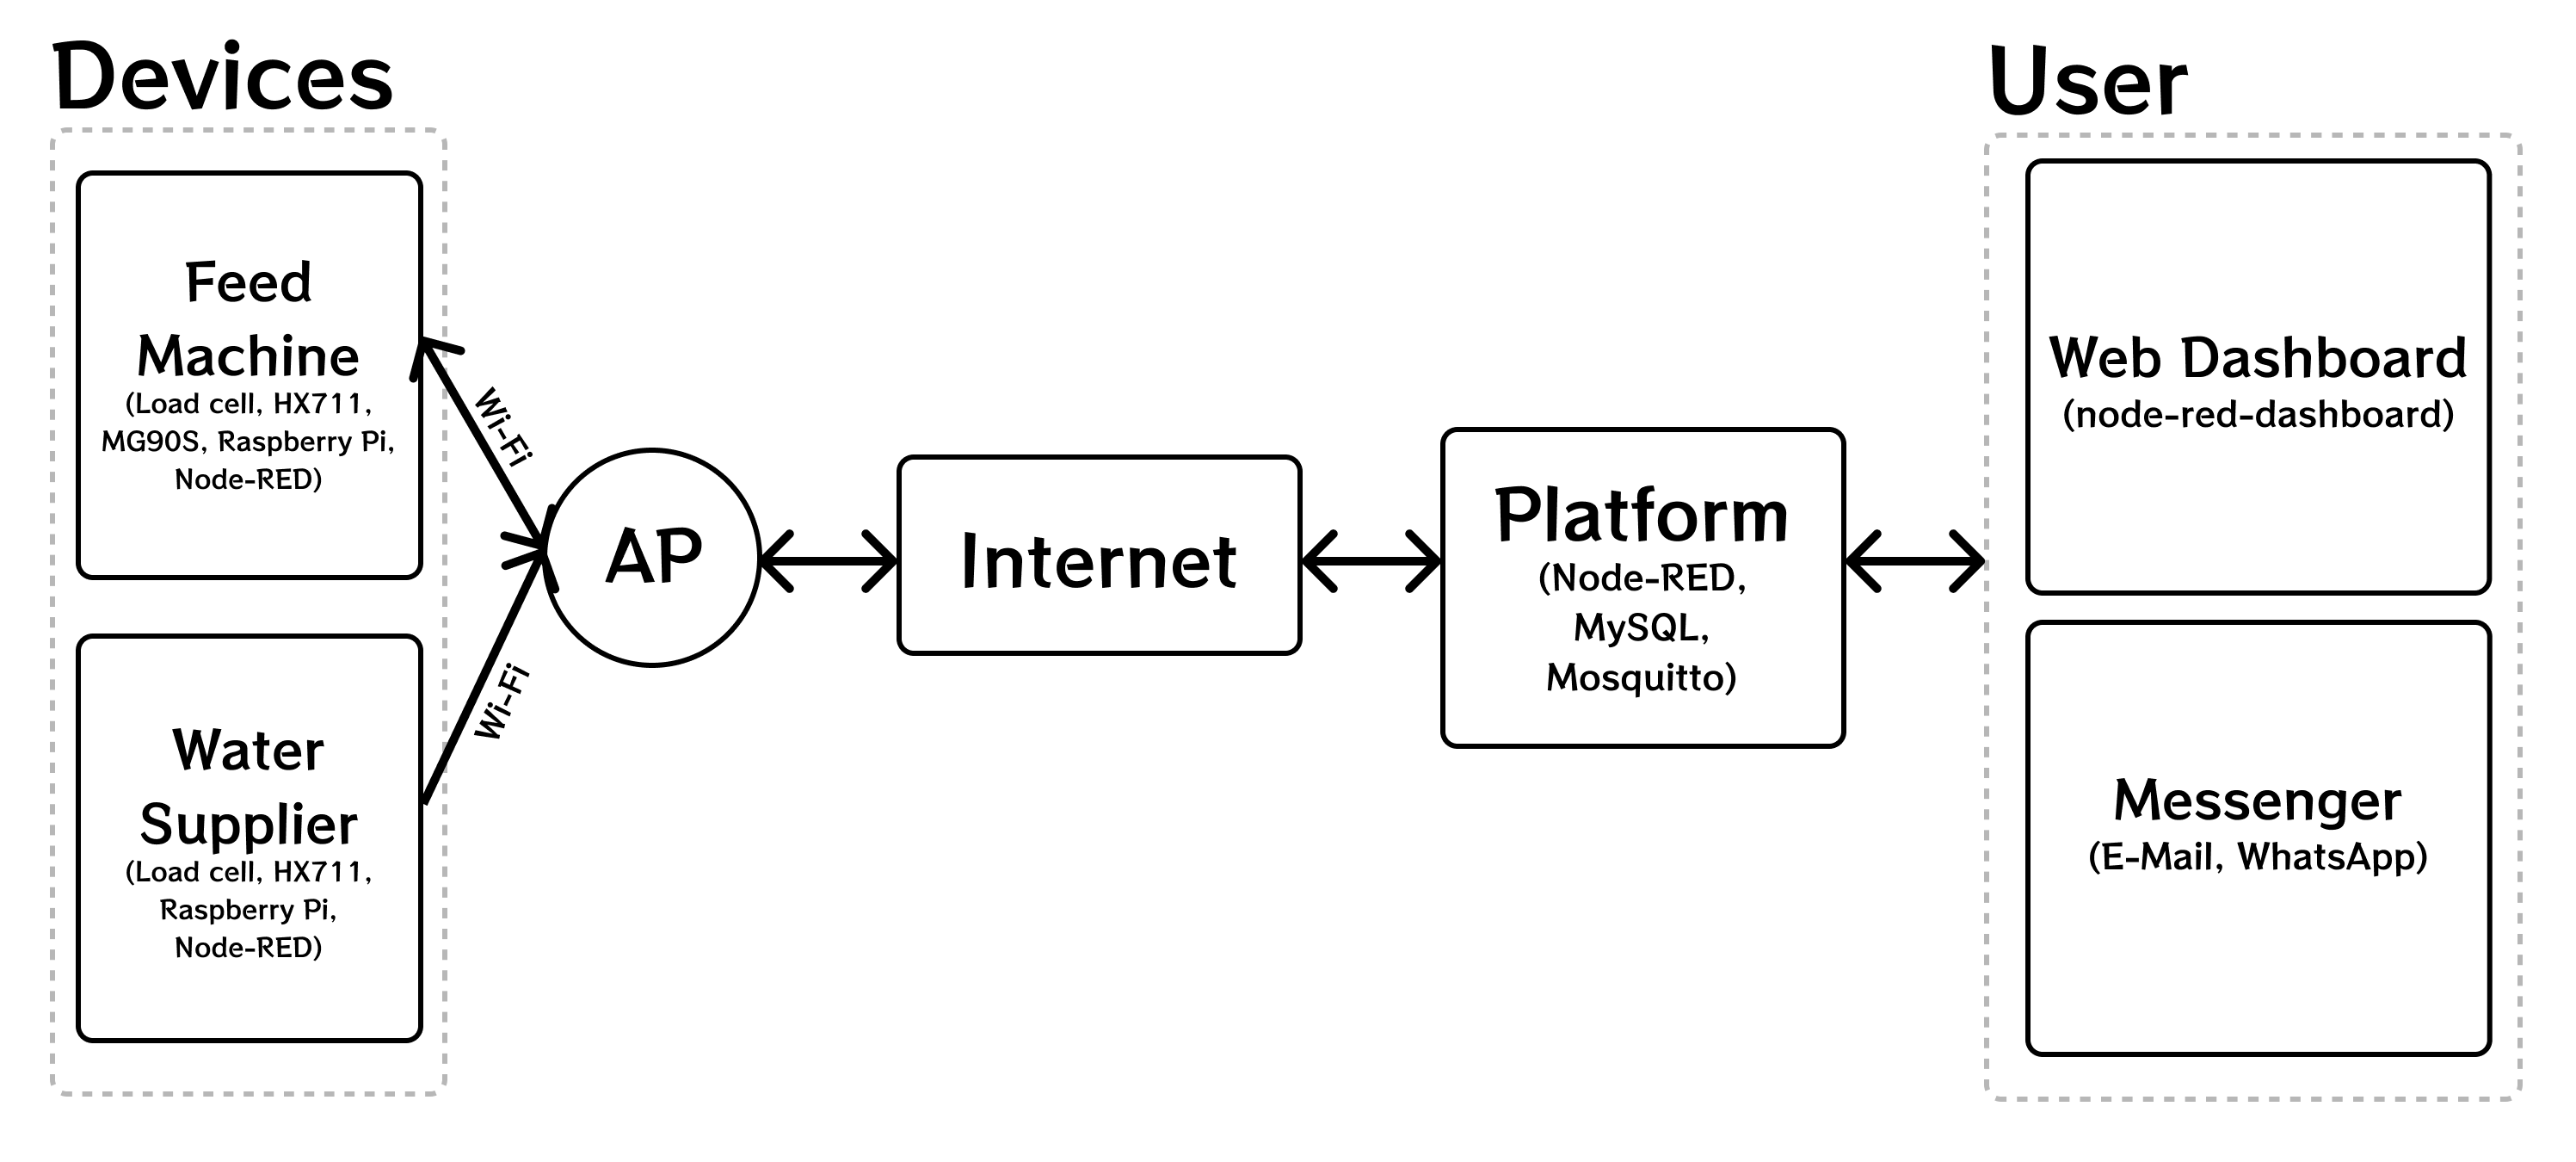 Devices
Feed
Machine
(Load cell, HX711,
MG90S, Raspberry Pi,
Node-RED)
Water
Supplier
(Load cell, HX711,
Raspberry Pi,
Node-RED)
Wi-Fi
Wi-Fi
AP
Internet
Platform
(Node-RED,
MySQL,
Mosquitto)
User
Web Dashboard
(node-red-dashboard)
Messenger
(E-Mail, WhatsApp)